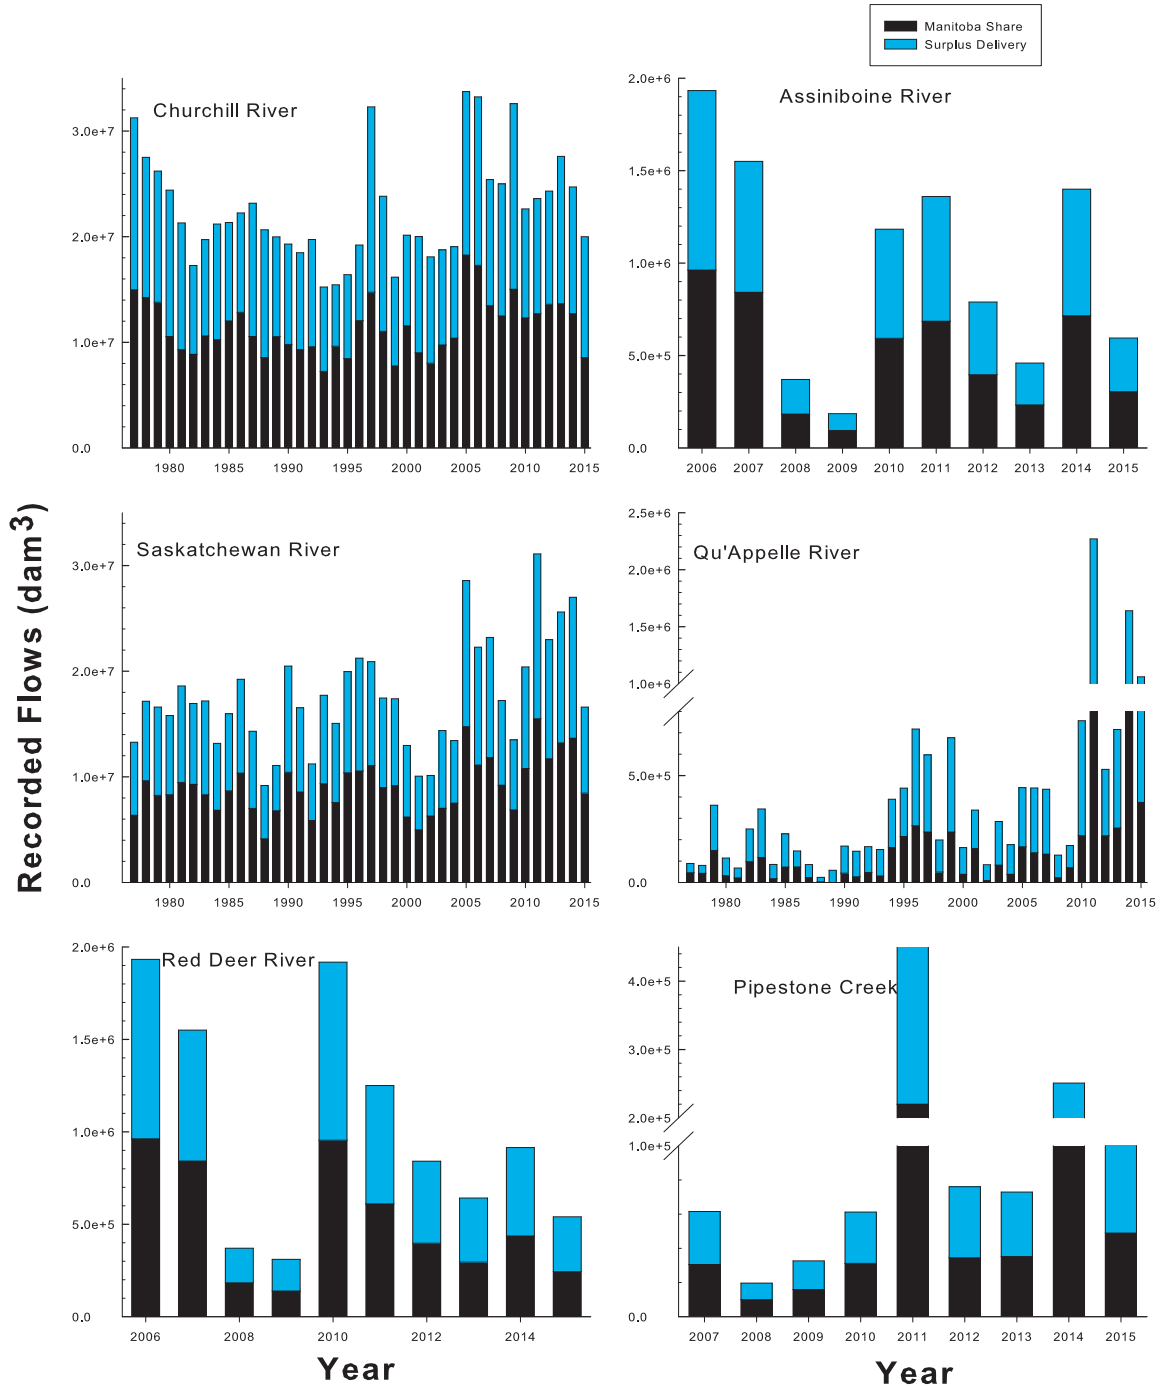 Manitoba Share
Surplus Delivery
Churchill River
3.0e+7
2.0e+7
1.0e+7
0.0
1980 1985 1990 1995 2000 2005 2010 2015
Assiniboine River
2.0e+6
1.5e+6
1.0e+6
5.0e+5
0.0
2006 2007 2008 2009 2010 2011 2012 2013 2014 2015
Recorded Flows (dam3)
Saskatchewan River
3.0e+7
2.0e+7
1.0e+7
0.0
1980 1985 1990 1995 2000 2005 2010 2015
Qu'Appelle River
2.5e+6
2.0e+6
1.5e+6
1.0e+6
5.0e+5
0.0
1980 1985 1990 1995 2000 2005 2010 2015
Red Deer River
2.0e+6
1.5e+6
1.0e+6
5.0e+5
0.0
2006 2008 2010 2012 2014
Year
Pipestone Creek
4.0e+5
3.0e+5
2.0e+5
1.0e+5
0.0
2007 2008 2009 2010 2011 2012 2013 2014 2015
Year